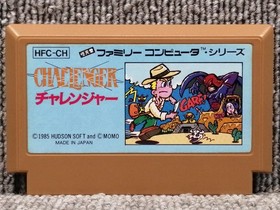 HFC-CH
ファミリー コンピュータ™シリーズ
CHALLENGER
チャレンジャー
GARR
©1985 HUDSON SOFT and ©MOMO
MADE IN JAPAN